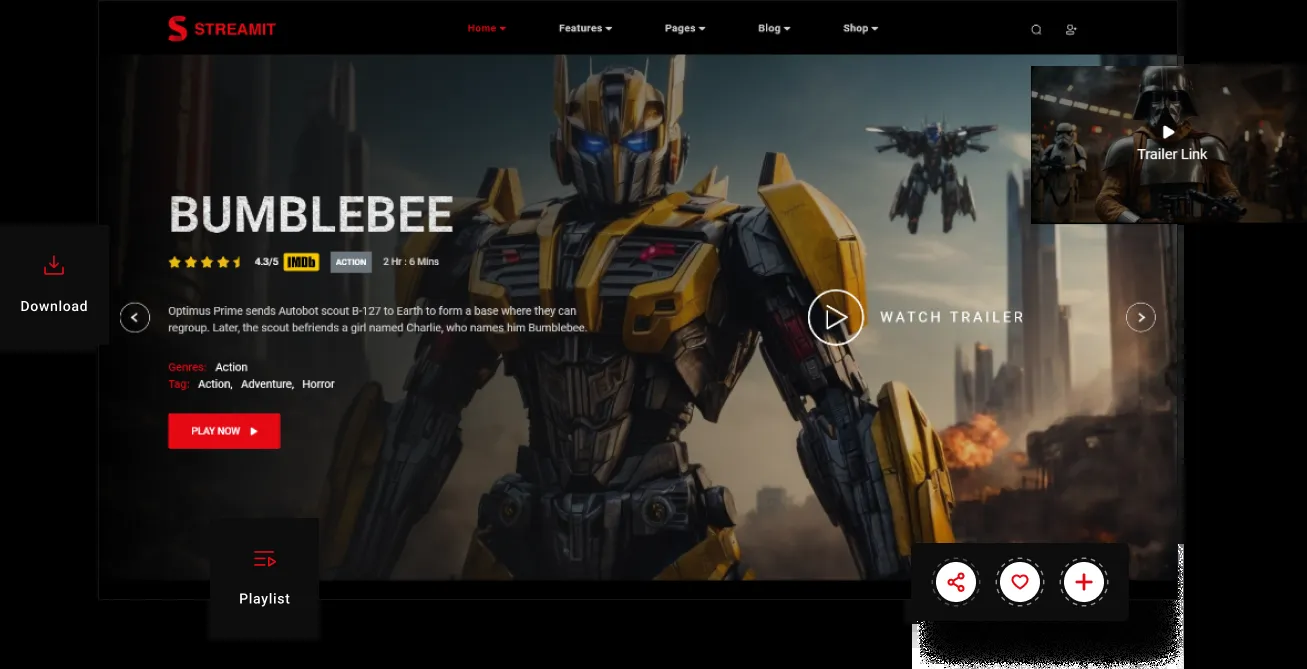 STREAMIT
Home
Features
Pages
Blog
Shop
Trailer Link
BUMBLEBEE
4.3/5 IMDb ACTION 2 Hr : 6 Mins
Download
Optimus Prime sends Autobot scout B-127 to Earth to form a base where they can
regroup. Later, the scout befriends a girl named Charlie, who names him Bumblebee.
WATCH TRAILER
Genres: Action
Tag: Action, Adventure, Horror
PLAY NOW
Playlist